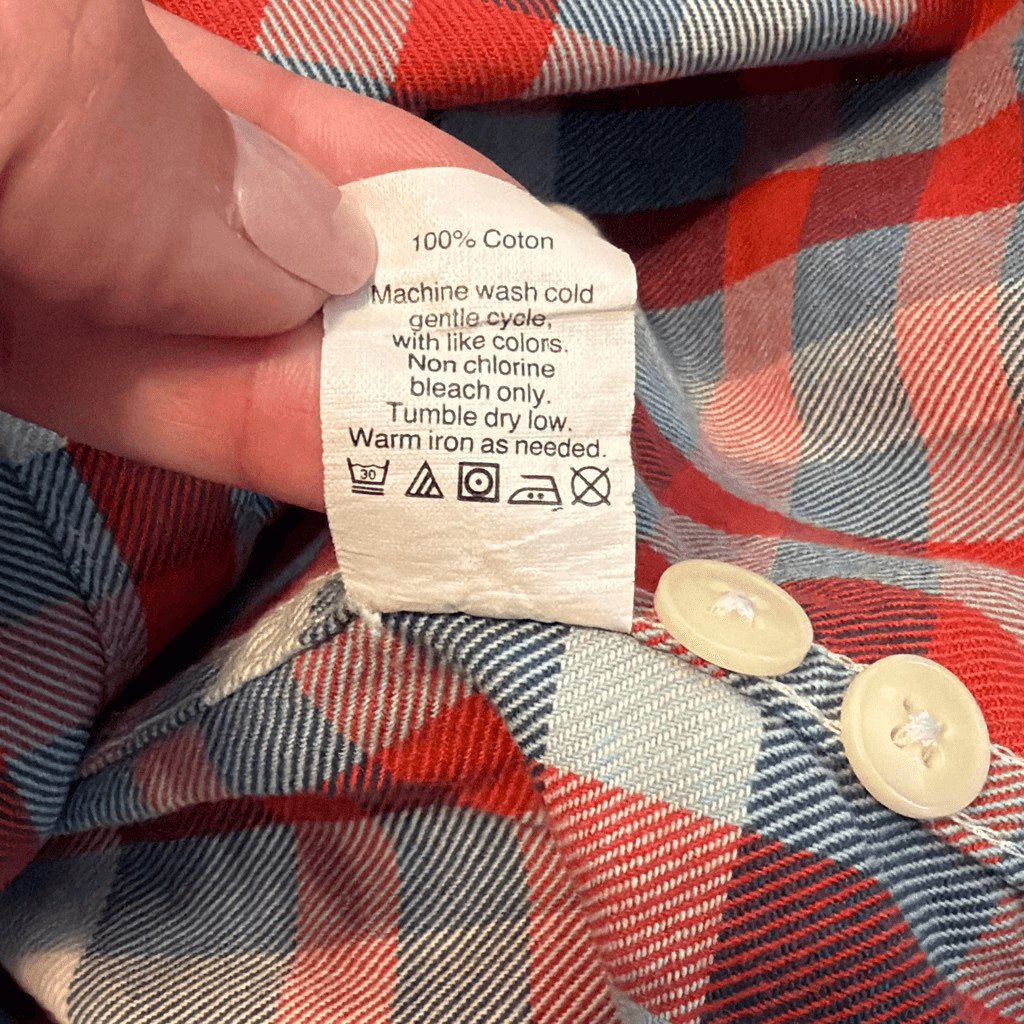 100% Coton
Machine wash cold
gentle cycle,
with like colors.
Non chlorine
bleach only.
Tumble dry low.
Warm iron as needed.
30